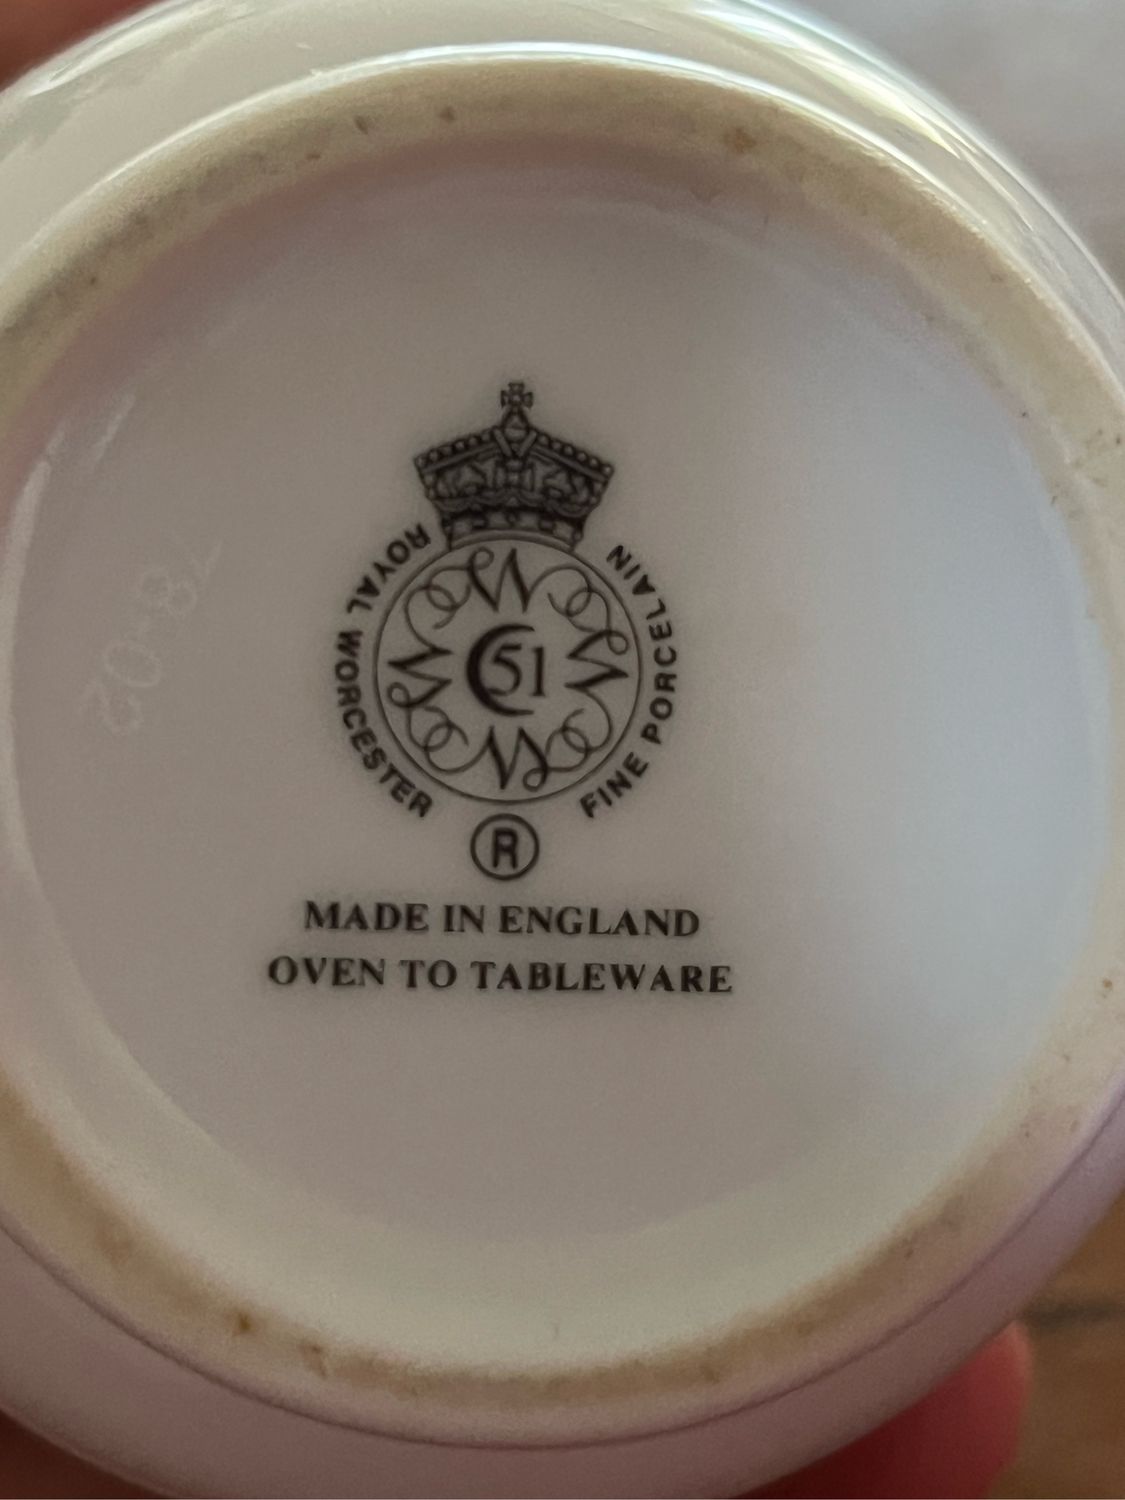 ROYAL WORCESTER
FINE PORCELAIN
51
R
MADE IN ENGLAND
OVEN TO TABLEWARE